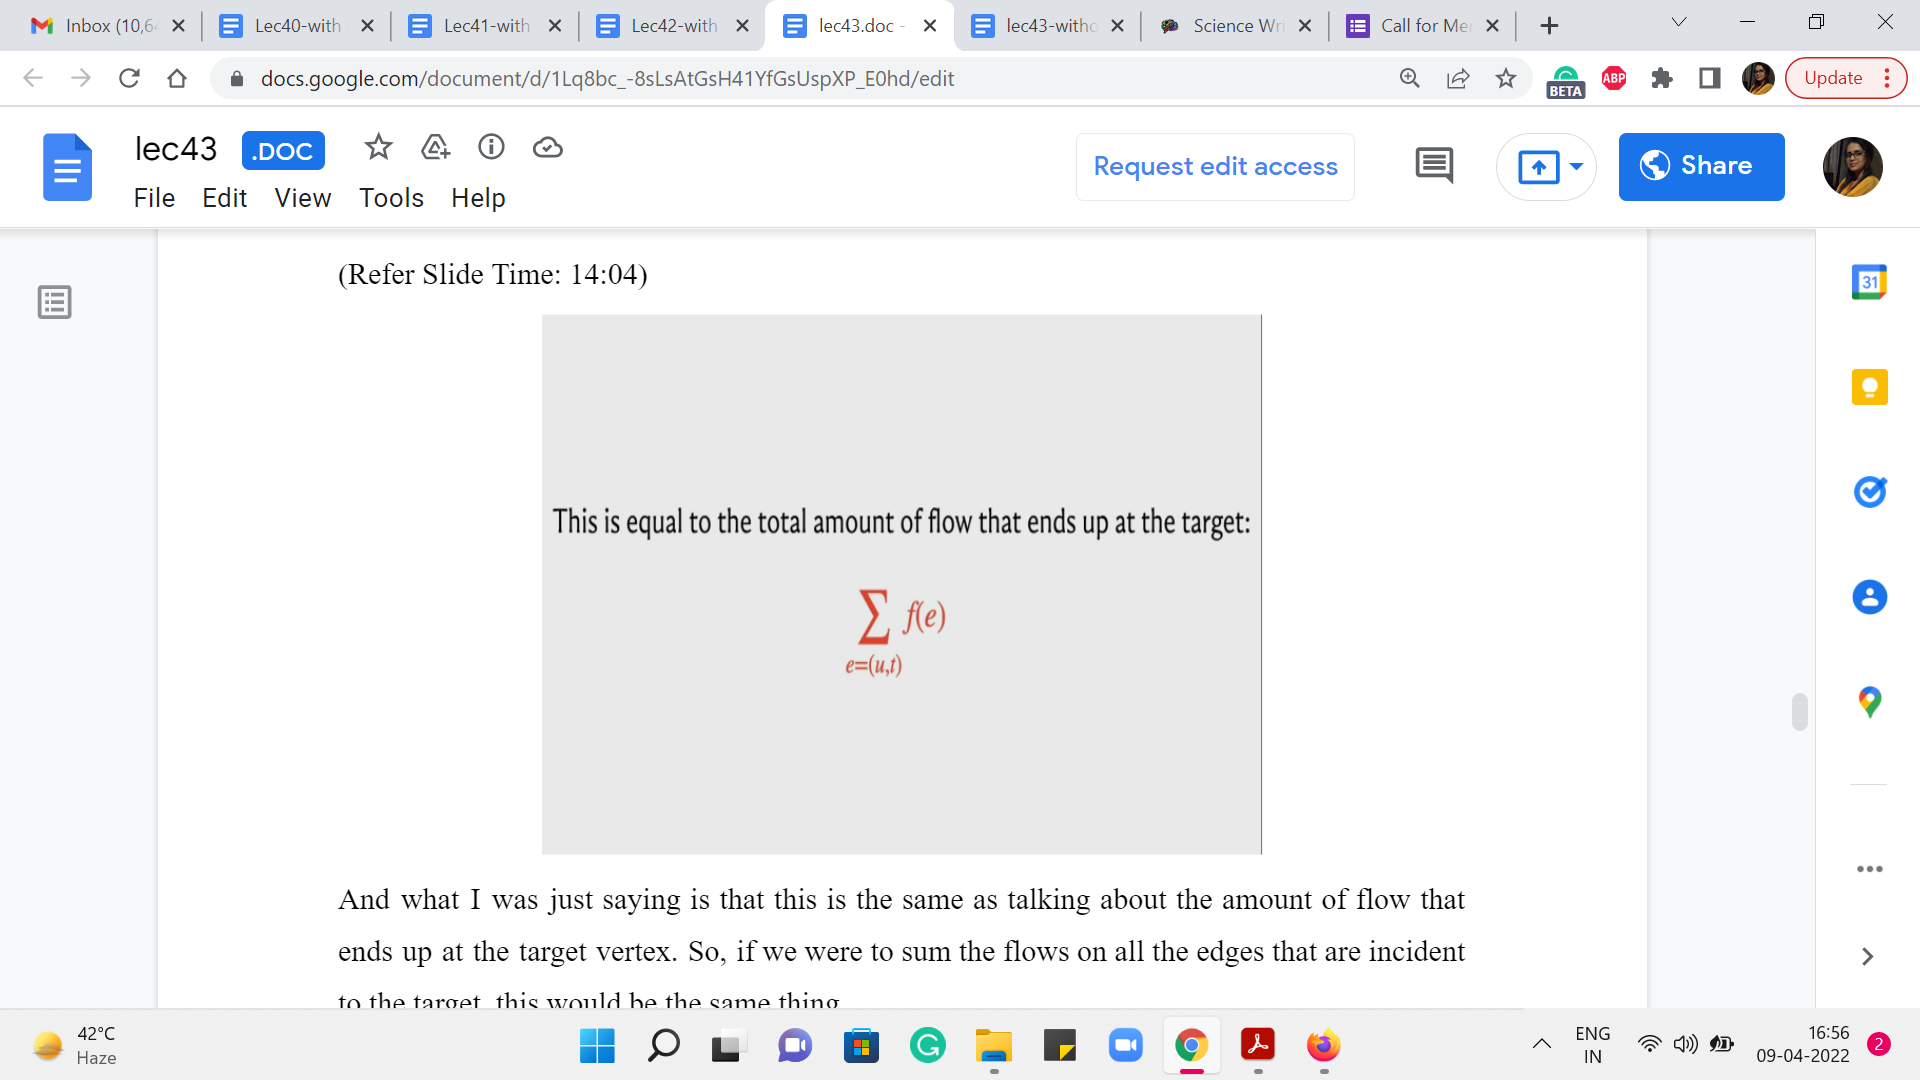 Inbox (10,6
Lec40-with
Lec41-with
Lec42-with
lec43.doc -
lec43-witho
Science Wri
Call for Me
docs.google.com/document/d/1Lq8bc_-8sLsAtGsH41YfGsUspXP_E0hd/edit
BETA
ABP
Update
lec43
.DOC
Request edit access
Share
File Edit View Tools Help
31
(Refer Slide Time: 14:04)
This is equal to the total amount of flow that ends up at the target:
∑ f(e)
e=(u,t)
And what I was just saying is that this is the same as talking about the amount of flow that
ends up at the target vertex. So, if we were to sum the flows on all the edges that are incident
to the target, this would be the same thing
42°C
Haze
ENG
IN
16:56
09-04-2022
2